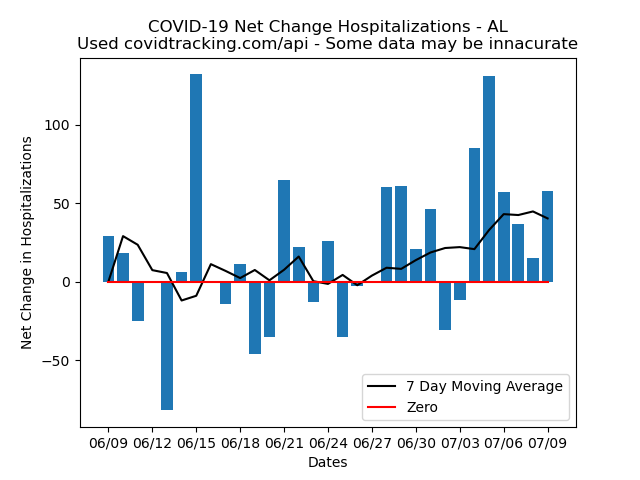 COVID-19 Net Change Hospitalizations - AL
Used covidtracking.com/api - Some data may be innacurate
Net Change in Hospitalizations
100
50
0
−50
7 Day Moving Average
Zero
06/09 06/12 06/15 06/18 06/21 06/24 06/27 06/30 07/03 07/06 07/09
Dates